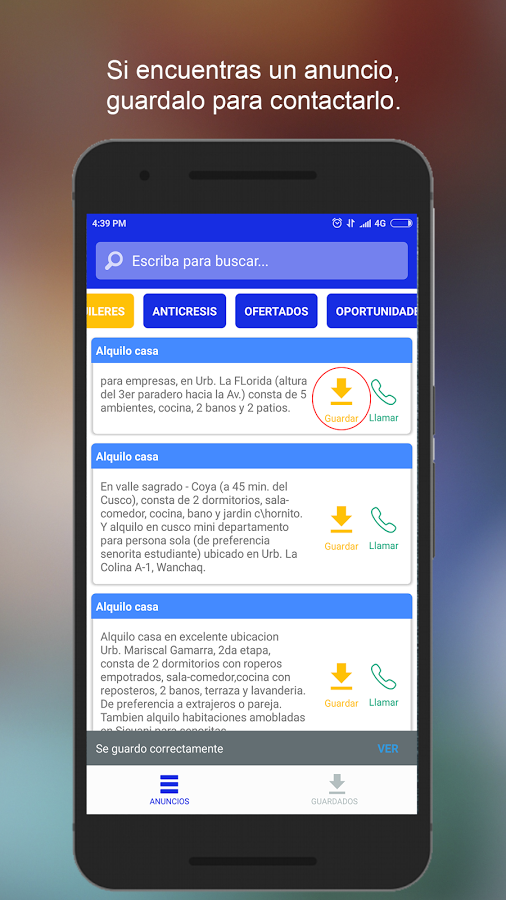 Si encuentras un anuncio,
guardalo para contactarlo.
4:39 PM
4G
Escriba para buscar...
ILERES
ANTICRESIS
OFERTADOS
OPORTUNIDADE
Alquilo casa
para empresas, en Urb. La FLorida (altura
del 3er paradero hacia la Av.) consta de 5
ambientes, cocina, 2 banos y 2 patios.
Guardar
Llamar
Alquilo casa
En valle sagrado - Coya (a 45 min. del
Cusco), consta de 2 dormitorios, sala-
comedor, cocina, bano y jardin c\hornito.
Y alquilo en cusco mini departamento
para persona sola (de preferencia
senorita estudiante) ubicado en Urb. La
Colina A-1, Wanchaq.
Guardar
Llamar
Alquilo casa
Alquilo casa en excelente ubicacion
Urb. Mariscal Gamarra, 2da etapa,
consta de 2 dormitorios con roperos
empotrados, sala-comedor,cocina con
reposteros, 2 banos, terraza y lavanderia.
De preferencia a extranjeros o pareja.
Tambien alquilo habitaciones amobladas
en Sicuani para senoritas
Guardar
Llamar
Se guardo correctamente
VER
ANUNCIOS
GUARDADOS